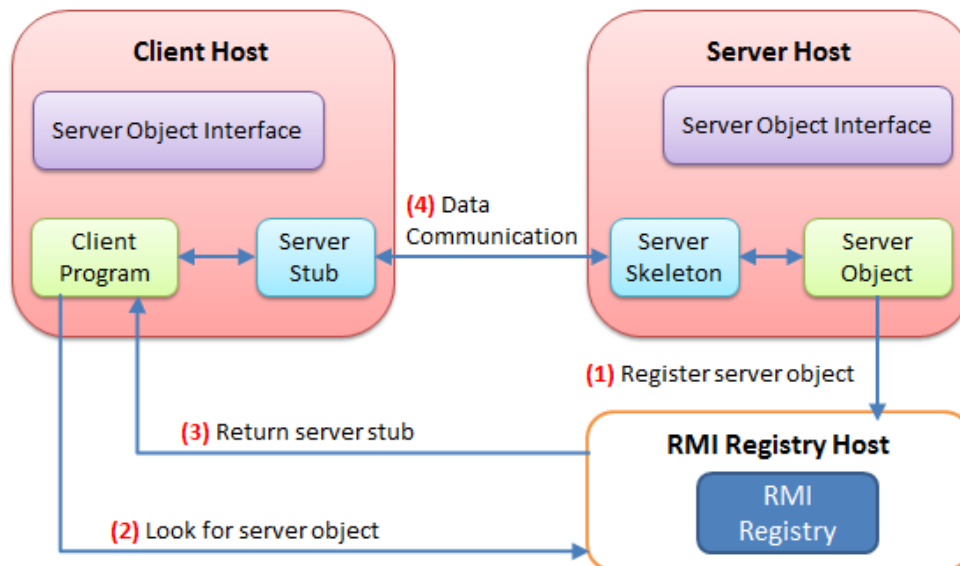 Client Host
Server Object Interface
Client
Program
Server
Stub
(4) Data
Communication
Server Host
Server Object Interface
Server
Skeleton
Server
Object
(1) Register server object
(3) Return server stub
(2) Look for server object
RMI Registry Host
RMI
Registry